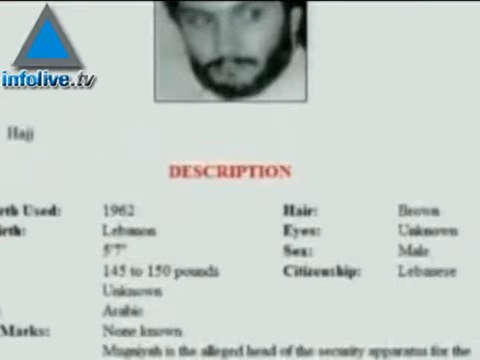 infolive.tv
Hajj
DESCRIPTION
rth Used: 1962 Hair: Brown
irth: Lebanon Eyes: Unknown
5'7" Sex: Male
145 to 150 pounds Citizenship: Lebanese
Unknown
: Arabic
Marks: None known
Mugniyah is the alleged head of the security apparatus for the